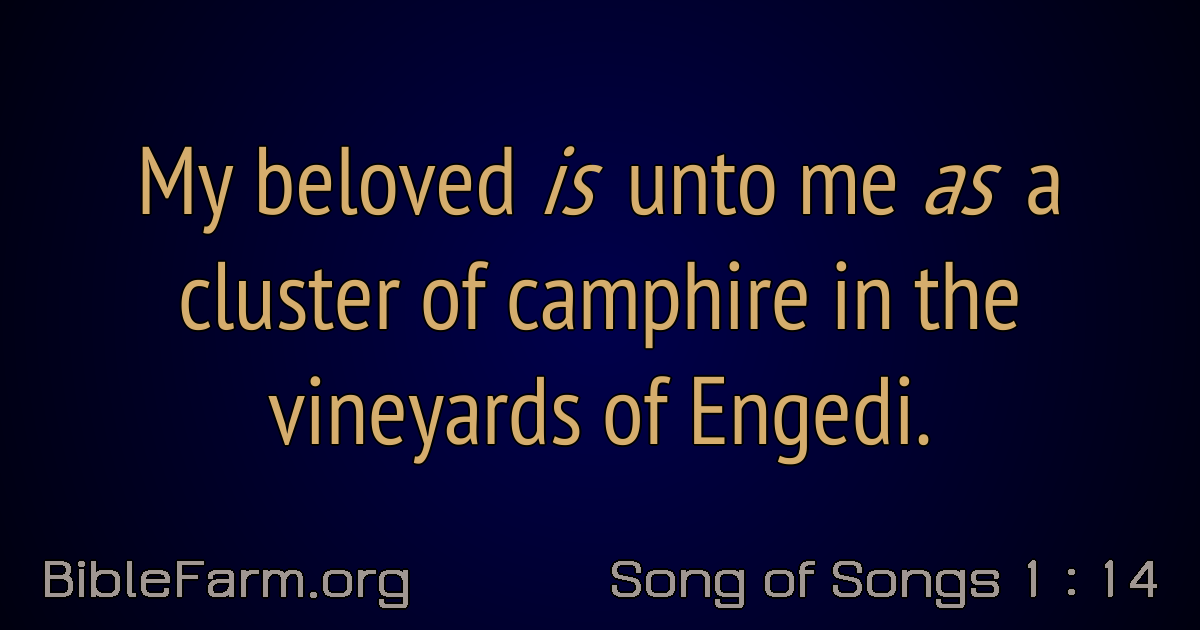 My beloved is unto me as a
cluster of camphire in the
vineyards of Engedi.
BibleFarm.org
Song of Songs 1 : 14